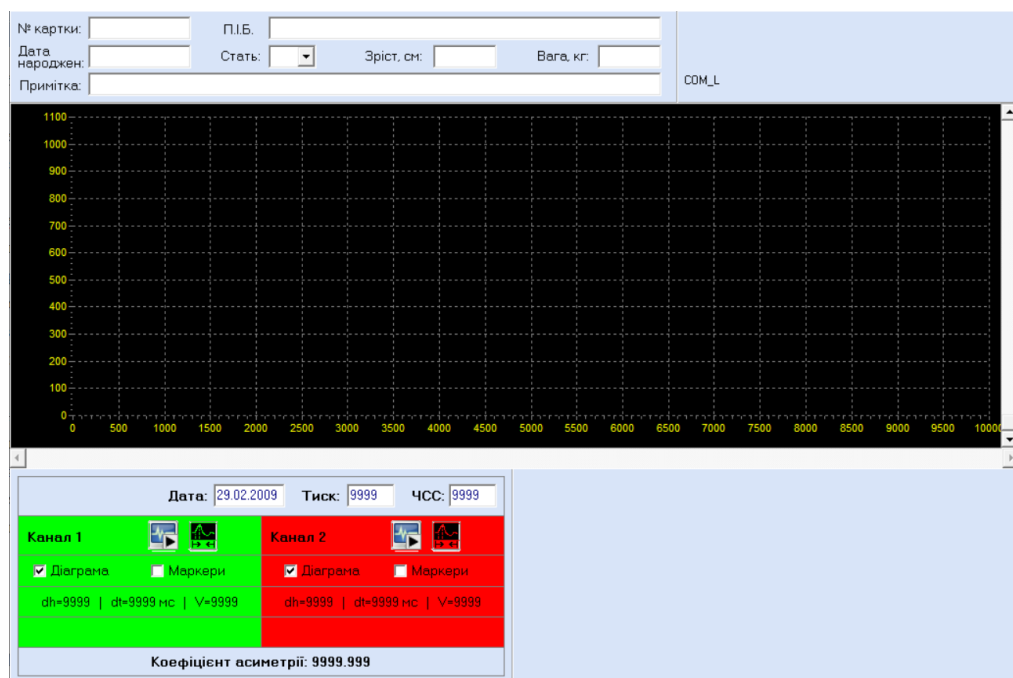 № картки: П.І.Б.
Дата народжен: Стать: Зріст, см: Вага, кг:
Примітка: COM_L
1100
1000
900
800
700
600
500
400
300
200
100
0
0 500 1000 1500 2000 2500 3000 3500 4000 4500 5000 5500 6000 6500 7000 7500 8000 8500 9000 9500 10000
Дата: 29.02.2009 Тиск: 9999 ЧСС: 9999
Канал 1 Канал 2
Діаграма Маркери Діаграма Маркери
dh=9999 | dt=9999 мс | V=9999 dh=9999 | dt=9999 мс | V=9999
Коефіцієнт асиметрії: 9999.999